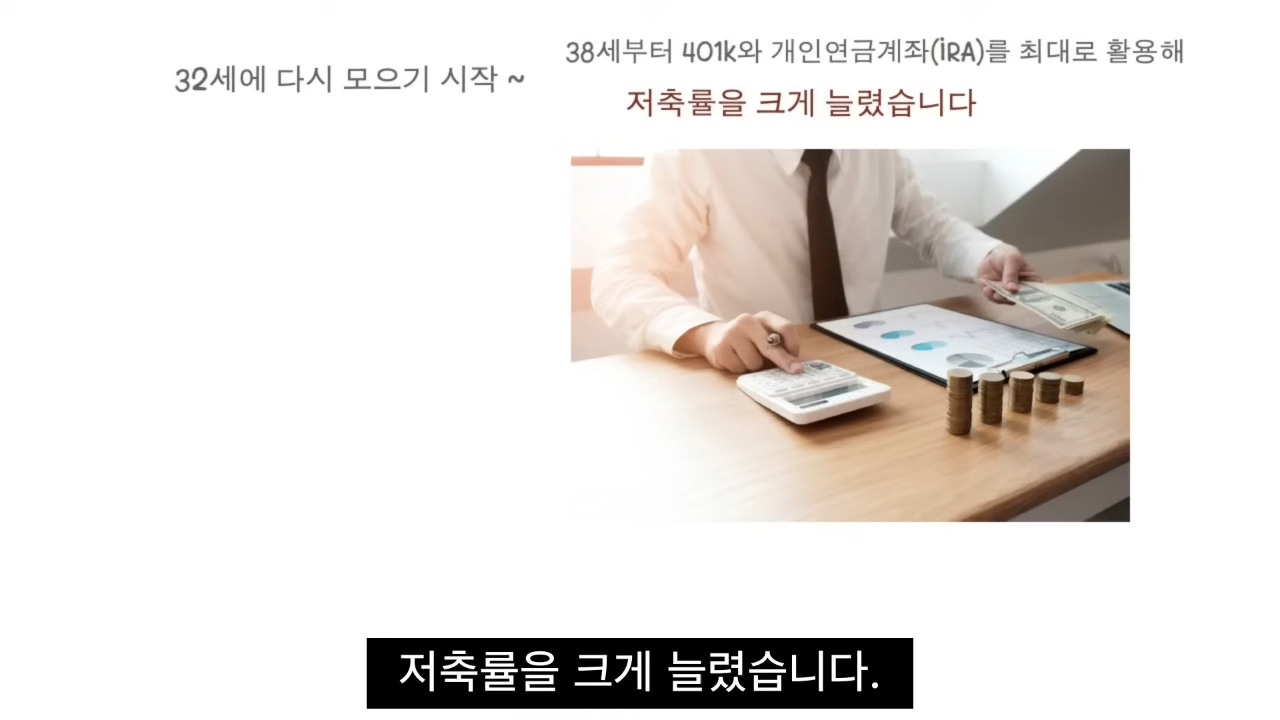 32세에 다시 모으기 시작 ~
38세부터 401k와 개인연금계좌(iRA)를 최대로 활용해
저축률을 크게 늘렸습니다
저축률을 크게 늘렸습니다.